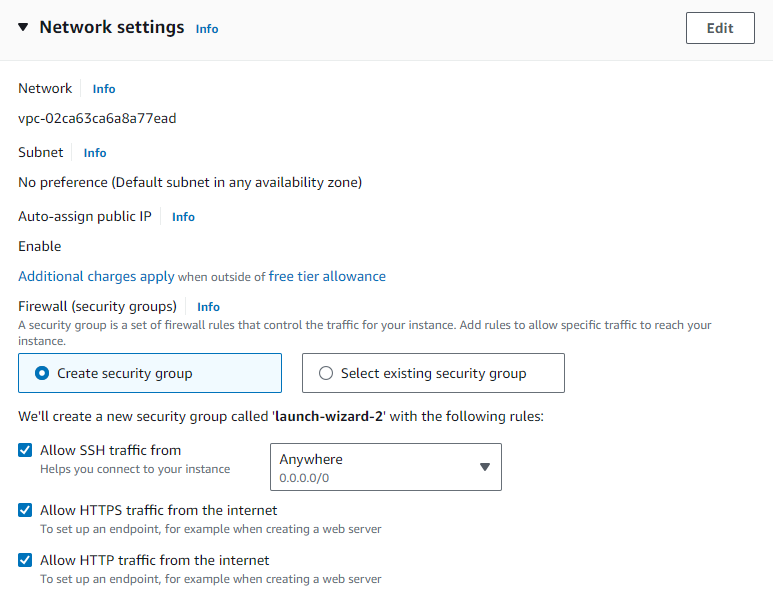 Network settings Info
Edit
Network Info
vpc-02ca63ca6a8a77ead
Subnet Info
No preference (Default subnet in any availability zone)
Auto-assign public IP Info
Enable
Additional charges apply when outside of free tier allowance
Firewall (security groups) Info
A security group is a set of firewall rules that control the traffic for your instance. Add rules to allow specific traffic to reach your
instance.
Create security group
Select existing security group
We'll create a new security group called 'launch-wizard-2' with the following rules:
Allow SSH traffic from
Helps you connect to your instance
Anywhere
0.0.0.0/0
Allow HTTPS traffic from the internet
To set up an endpoint, for example when creating a web server
Allow HTTP traffic from the internet
To set up an endpoint, for example when creating a web server